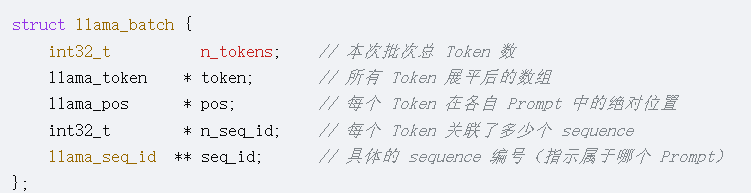 struct llama_batch {
    int32_t         n_tokens;    // 本次批次总 Token 数
    llama_token    * token;      // 所有 Token 展平后的数组
    llama_pos      * pos;        // 每个 Token 在各自 Prompt 中的绝对位置
    int32_t        * n_seq_id;   // 每个 Token 关联了多少个 sequence
    llama_seq_id  ** seq_id;     // 具体的 sequence 编号（指示属于哪个 Prompt）
};